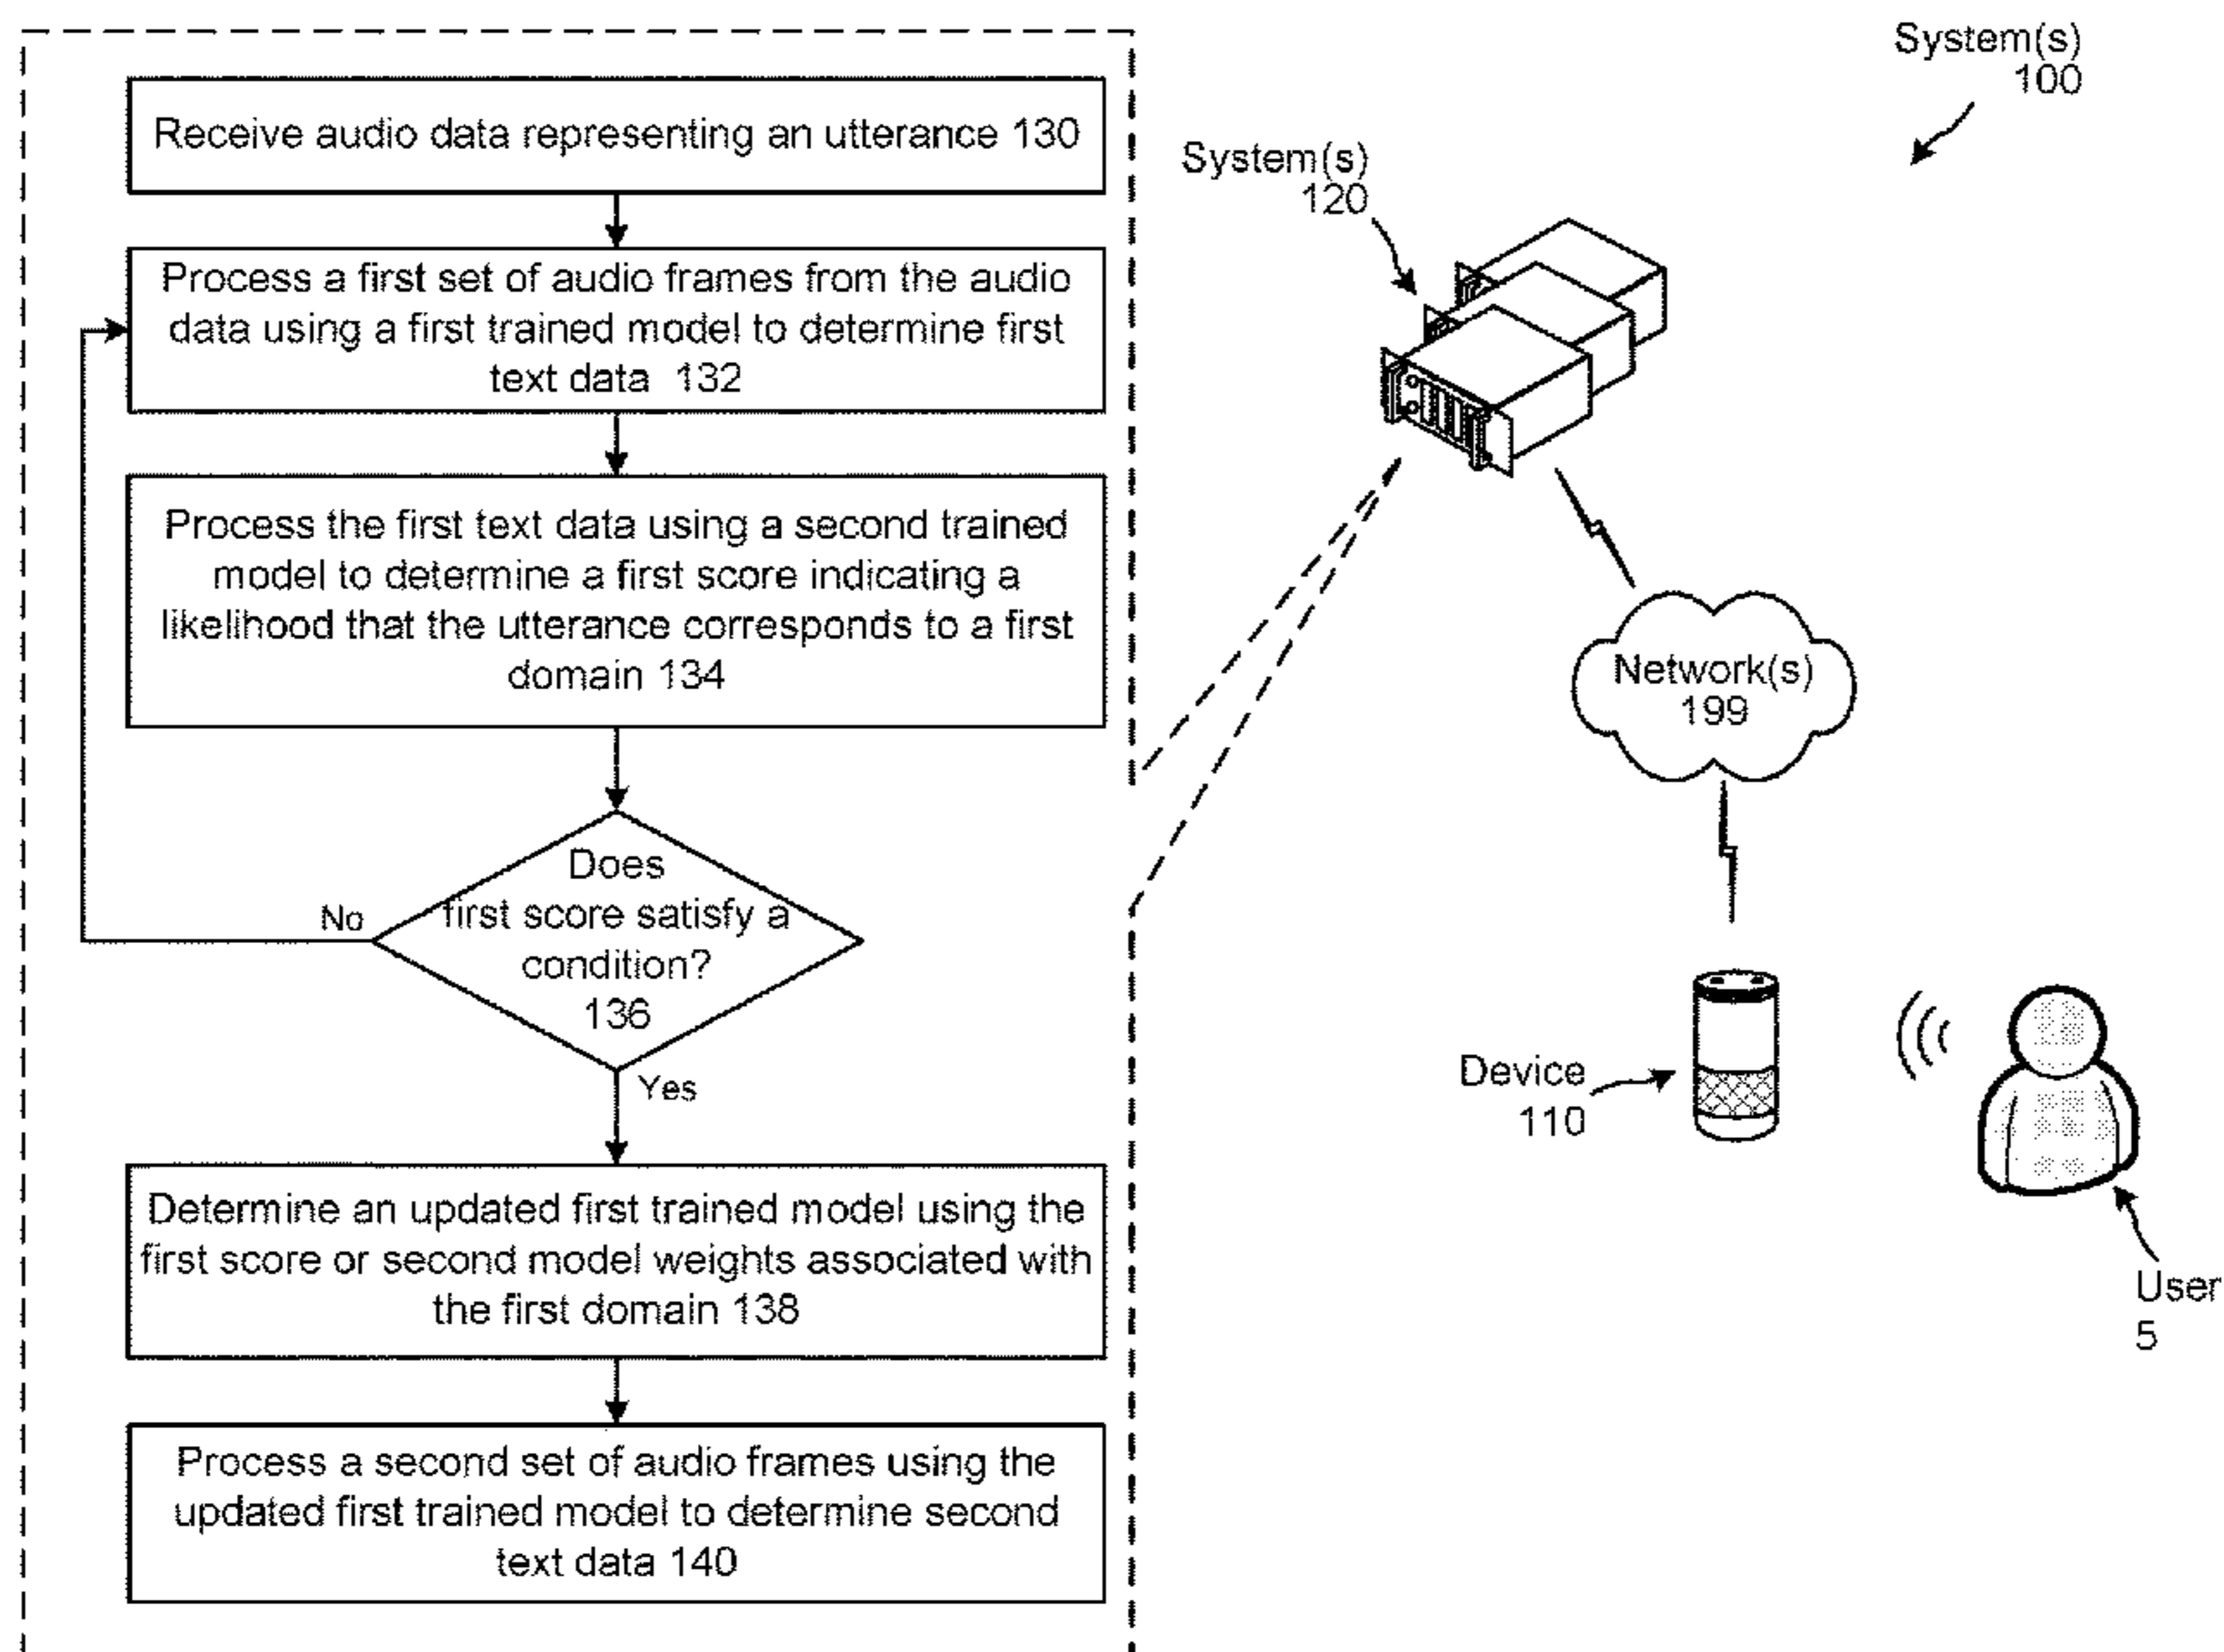 Receive audio data representing an utterance 130
Process a first set of audio frames from the audio
data using a first trained model to determine first
text data 132
Process the first text data using a second trained
model to determine a first score indicating a
likelihood that the utterance corresponds to a first
domain 134
Does
first score satisfy a
condition?
136
No
Yes
Determine an updated first trained model using the
first score or second model weights associated with
the first domain 138
Process a second set of audio frames using the
updated first trained model to determine second
text data 140
System(s)
100
System(s)
120
Network(s)
199
Device
110
User
5